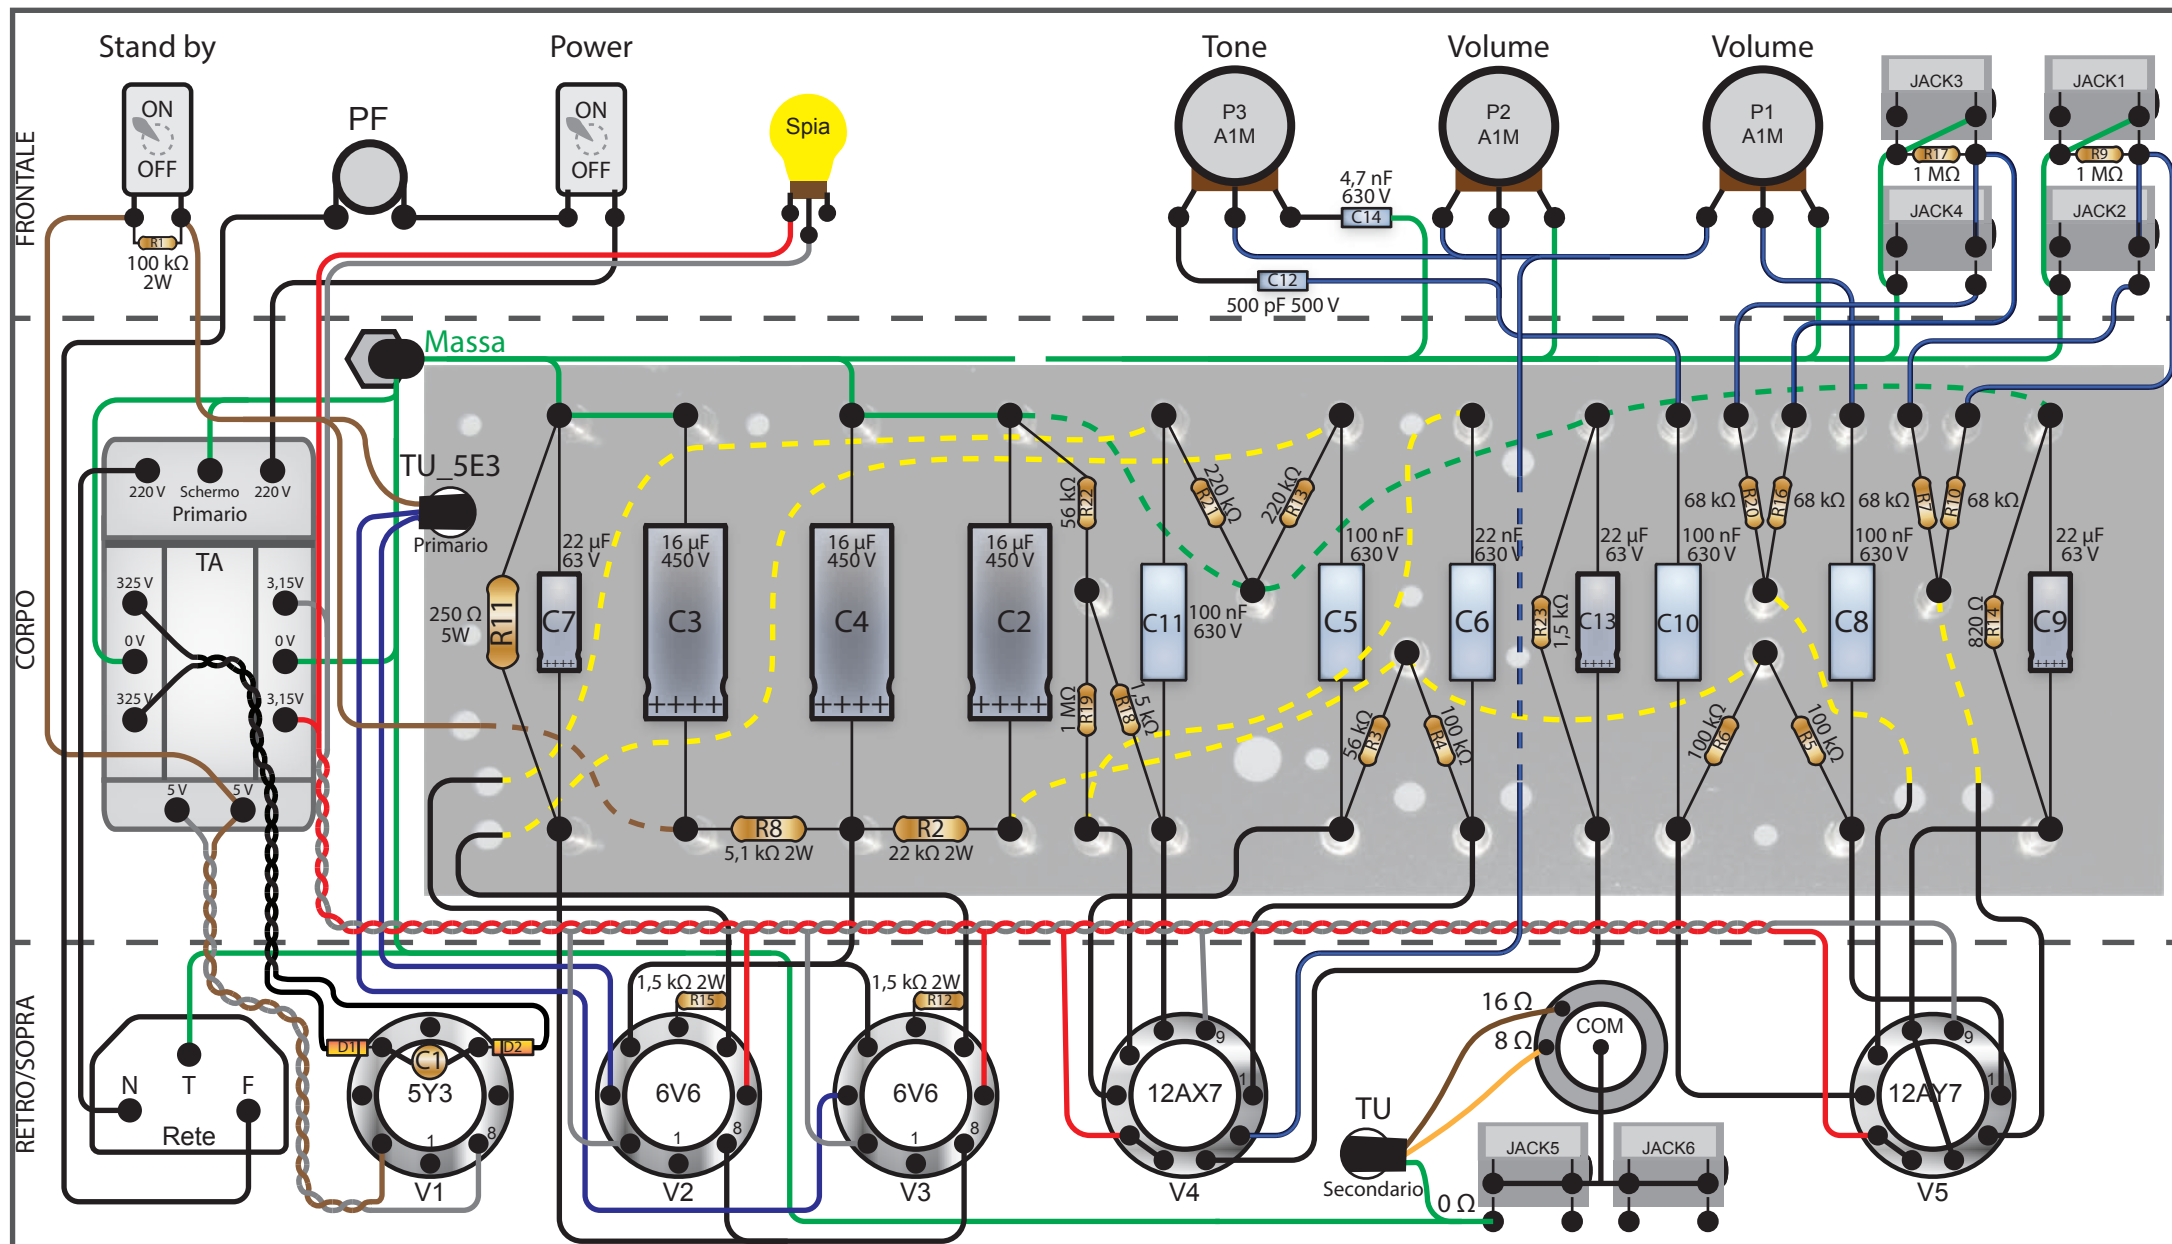 Stand by
Power
Tone
Volume
Volume
FRONTALE
ON
OFF
R1
100 kΩ
2W
PF
ON
OFF
Spia
P3
A1M
P2
A1M
P1
A1M
4,7 nF
630 V
C14
C12
500 pF 500 V
JACK3
R17
1 MΩ
JACK4
JACK1
R9
1 MΩ
JACK2
Massa
CORPO
220 V
Schermo
220 V
Primario
TA
325 V
0 V
325 V
3,15V
0 V
3,15V
5 V
5 V
TU_5E3
Primario
250 Ω
5W
R11
22 µF
63 V
C7
++++
16 µF
450 V
C3
++++
16 µF
450 V
C4
++++
16 µF
450 V
C2
++++
R8
5,1 kΩ 2W
R2
22 kΩ 2W
56 kΩ
R22
1 MΩ
R19
R18
1,5 kΩ
C11
100 nF
630 V
R21
220 kΩ
220 kΩ
R13
C5
100 nF
630 V
56 kΩ
R3
R4
100 kΩ
C6
22 nF
630 V
R23
1,5 kΩ
22 µF
63 V
C13
++++
100 nF
630 V
C10
68 kΩ
R20
R16
68 kΩ
100 kΩ
R6
R5
100 kΩ
100 nF
630 V
C8
68 kΩ
R7
R10
68 kΩ
820 Ω
R14
22 µF
63 V
C9
++++
RETRO/SOPRA
N
T
F
Rete
D1
C1
D2
5Y3
1
8
V1
1,5 kΩ 2W
R15
6V6
1
8
V2
1,5 kΩ 2W
R12
6V6
1
8
V3
9
12AX7
1
V4
16 Ω
8 Ω
COM
TU
Secondario
0 Ω
JACK5
JACK6
9
12AY7
1
V5